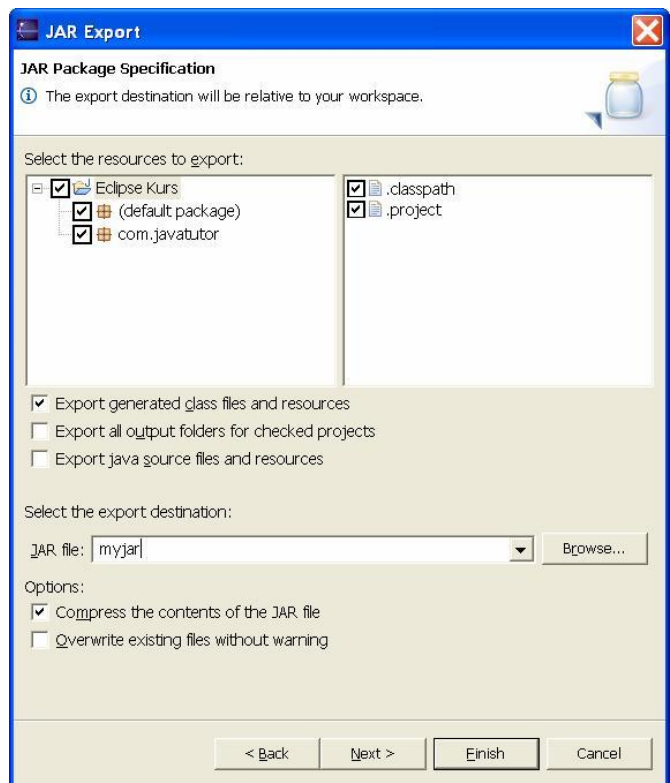 JAR Export
JAR Package Specification
The export destination will be relative to your workspace.
Select the resources to export:
Eclipse Kurs
(default package)
com.javatutor
.classpath
.project
Export generated class files and resources
Export all output folders for checked projects
Export java source files and resources
Select the export destination:
JAR file: myjar Browse...
Options:
Compress the contents of the JAR file
Overwrite existing files without warning
< Back Next > Finish Cancel